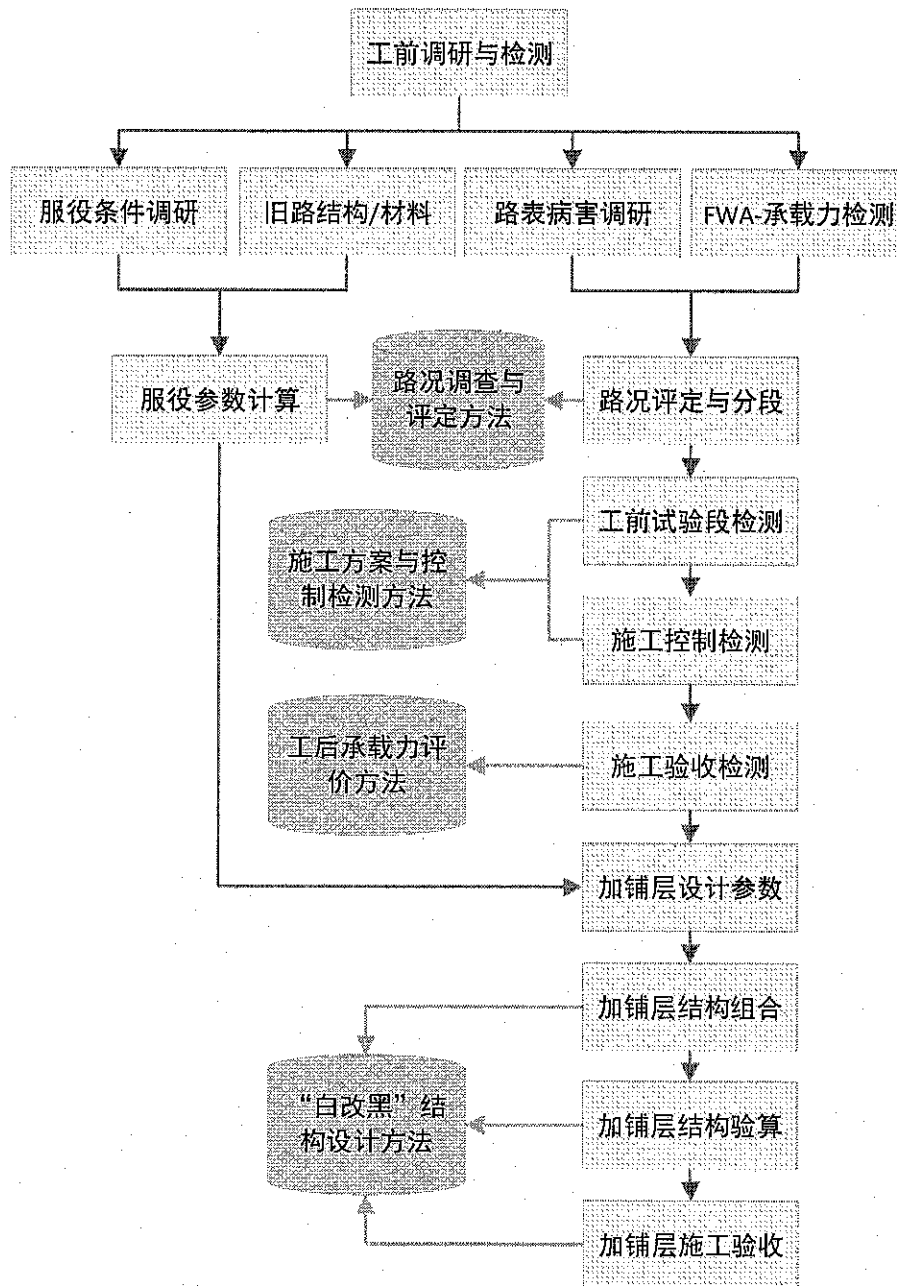 工前调研与检测
服役条件调研
旧路结构/材料
路表病害调研
FWA-承载力检测
服役参数计算
路况调查与
评定方法
路况评定与分段
工前试验段检测
施工方案与控
制检测方法
施工控制检测
工后承载力评
价方法
施工验收检测
加铺层设计参数
加铺层结构组合
“白改黑”结
构设计方法
加铺层结构验算
加铺层施工验收